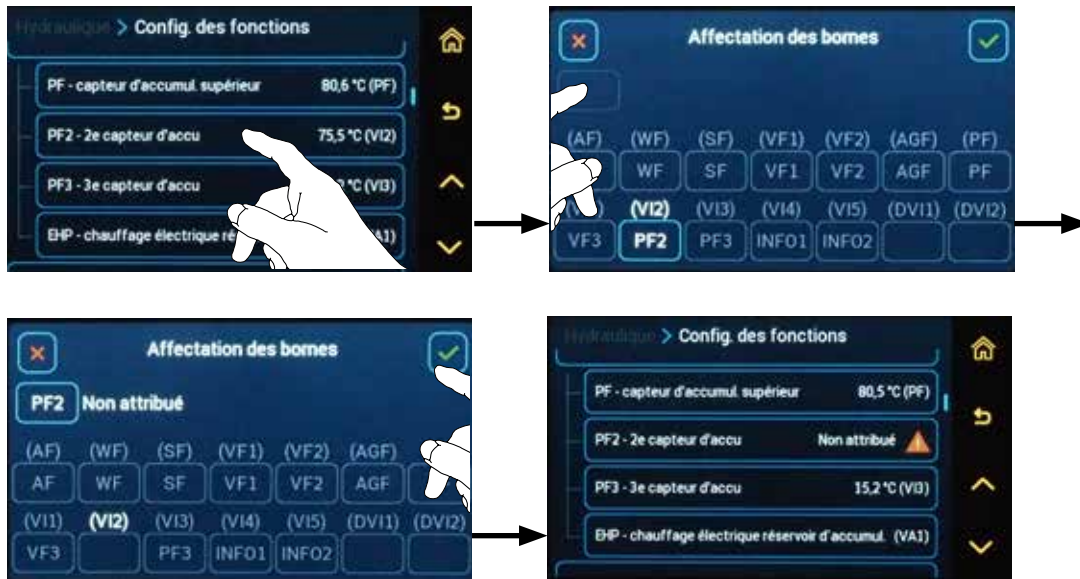 Hydraulique > Config. des fonctions
PF - capteur d'accumul. supérieur 80,6 °C (PF)
PF2 - 2e capteur d'accu 75,5 °C (VI2)
PF3 - 3e capteur d'accu °C (VI3)
EHP - chauffage électrique
Affectation des bornes
(AF) (WF) (SF) (VF1) (VF2) (AGF) (PF)
WF SF VF1 VF2 AGF PF
(VI2) (VI3) (VI4) (VI5) (DVI1) (DVI2)
VF3 PF2 PF3 INFO1 INFO2
Affectation des bornes
PF2 Non attribué
(AF) (WF) (SF) (VF1) (VF2) (AGF)
AF WF SF VF1 VF2 AGF
(VI1) (VI2) (VI3) (VI4) (VI5) (DVI1) (DVI2)
VF3 PF3 INFO1 INFO2
Hydraulique > Config. des fonctions
PF - capteur d'accumul. supérieur 80,5 °C (PF)
PF2 - 2e capteur d'accu Non attribué
PF3 - 3e capteur d'accu 15,2 °C (VI3)
EHP - chauffage électrique réservoir d'accumul. (VA1)